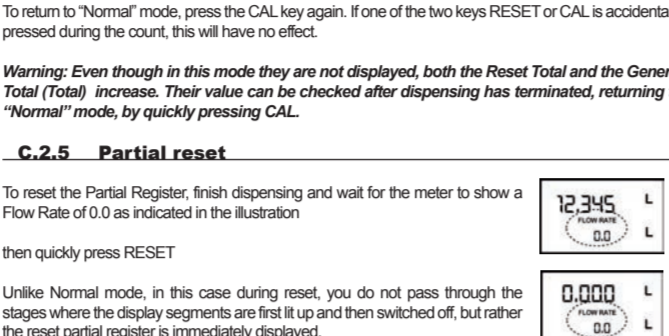 To return to “Normal” mode, press the CAL key again. If one of the two keys RESET or CAL is
pressed during the count, this will have no effect.
Warning: Even though in this mode they are not displayed, both the Reset Total and the
Total (Total) increase. Their value can be checked after dispensing has terminated, returning
“Normal” mode, by quickly pressing CAL.
C.2.5 Partial reset
To reset the Partial Register, finish dispensing and wait for the meter to show a
Flow Rate of 0.0 as indicated in the illustration
12,345 L
FLOW RATE
0.0 L
then quickly press RESET
Unlike Normal mode, in this case during reset, you do not pass through the
stages where the display segments are first lit up and then switched off, but rather
the reset partial register is immediately displayed.
0.000 L
FLOW RATE
0.0 L